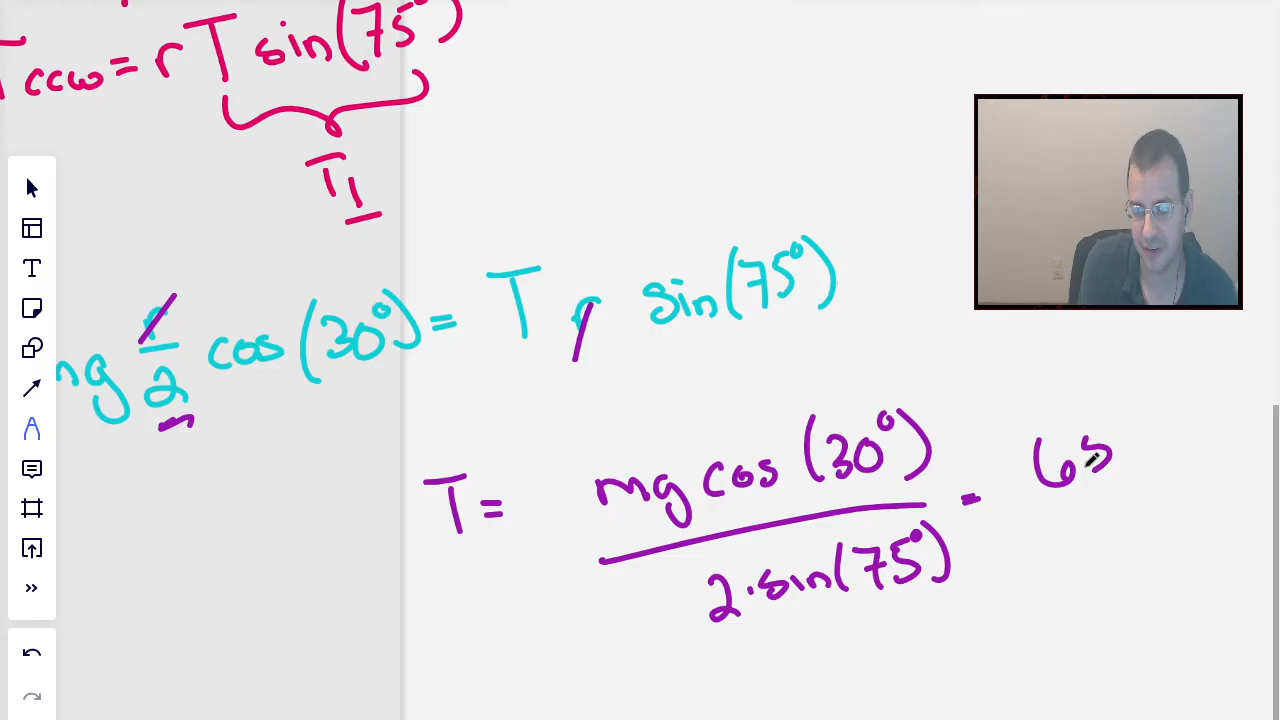 τccw = r T sin(75°)
T⊥
mg r/2 cos(30°) = T r sin(75°)
T = mg cos(30°) / 2·sin(75°) = 65